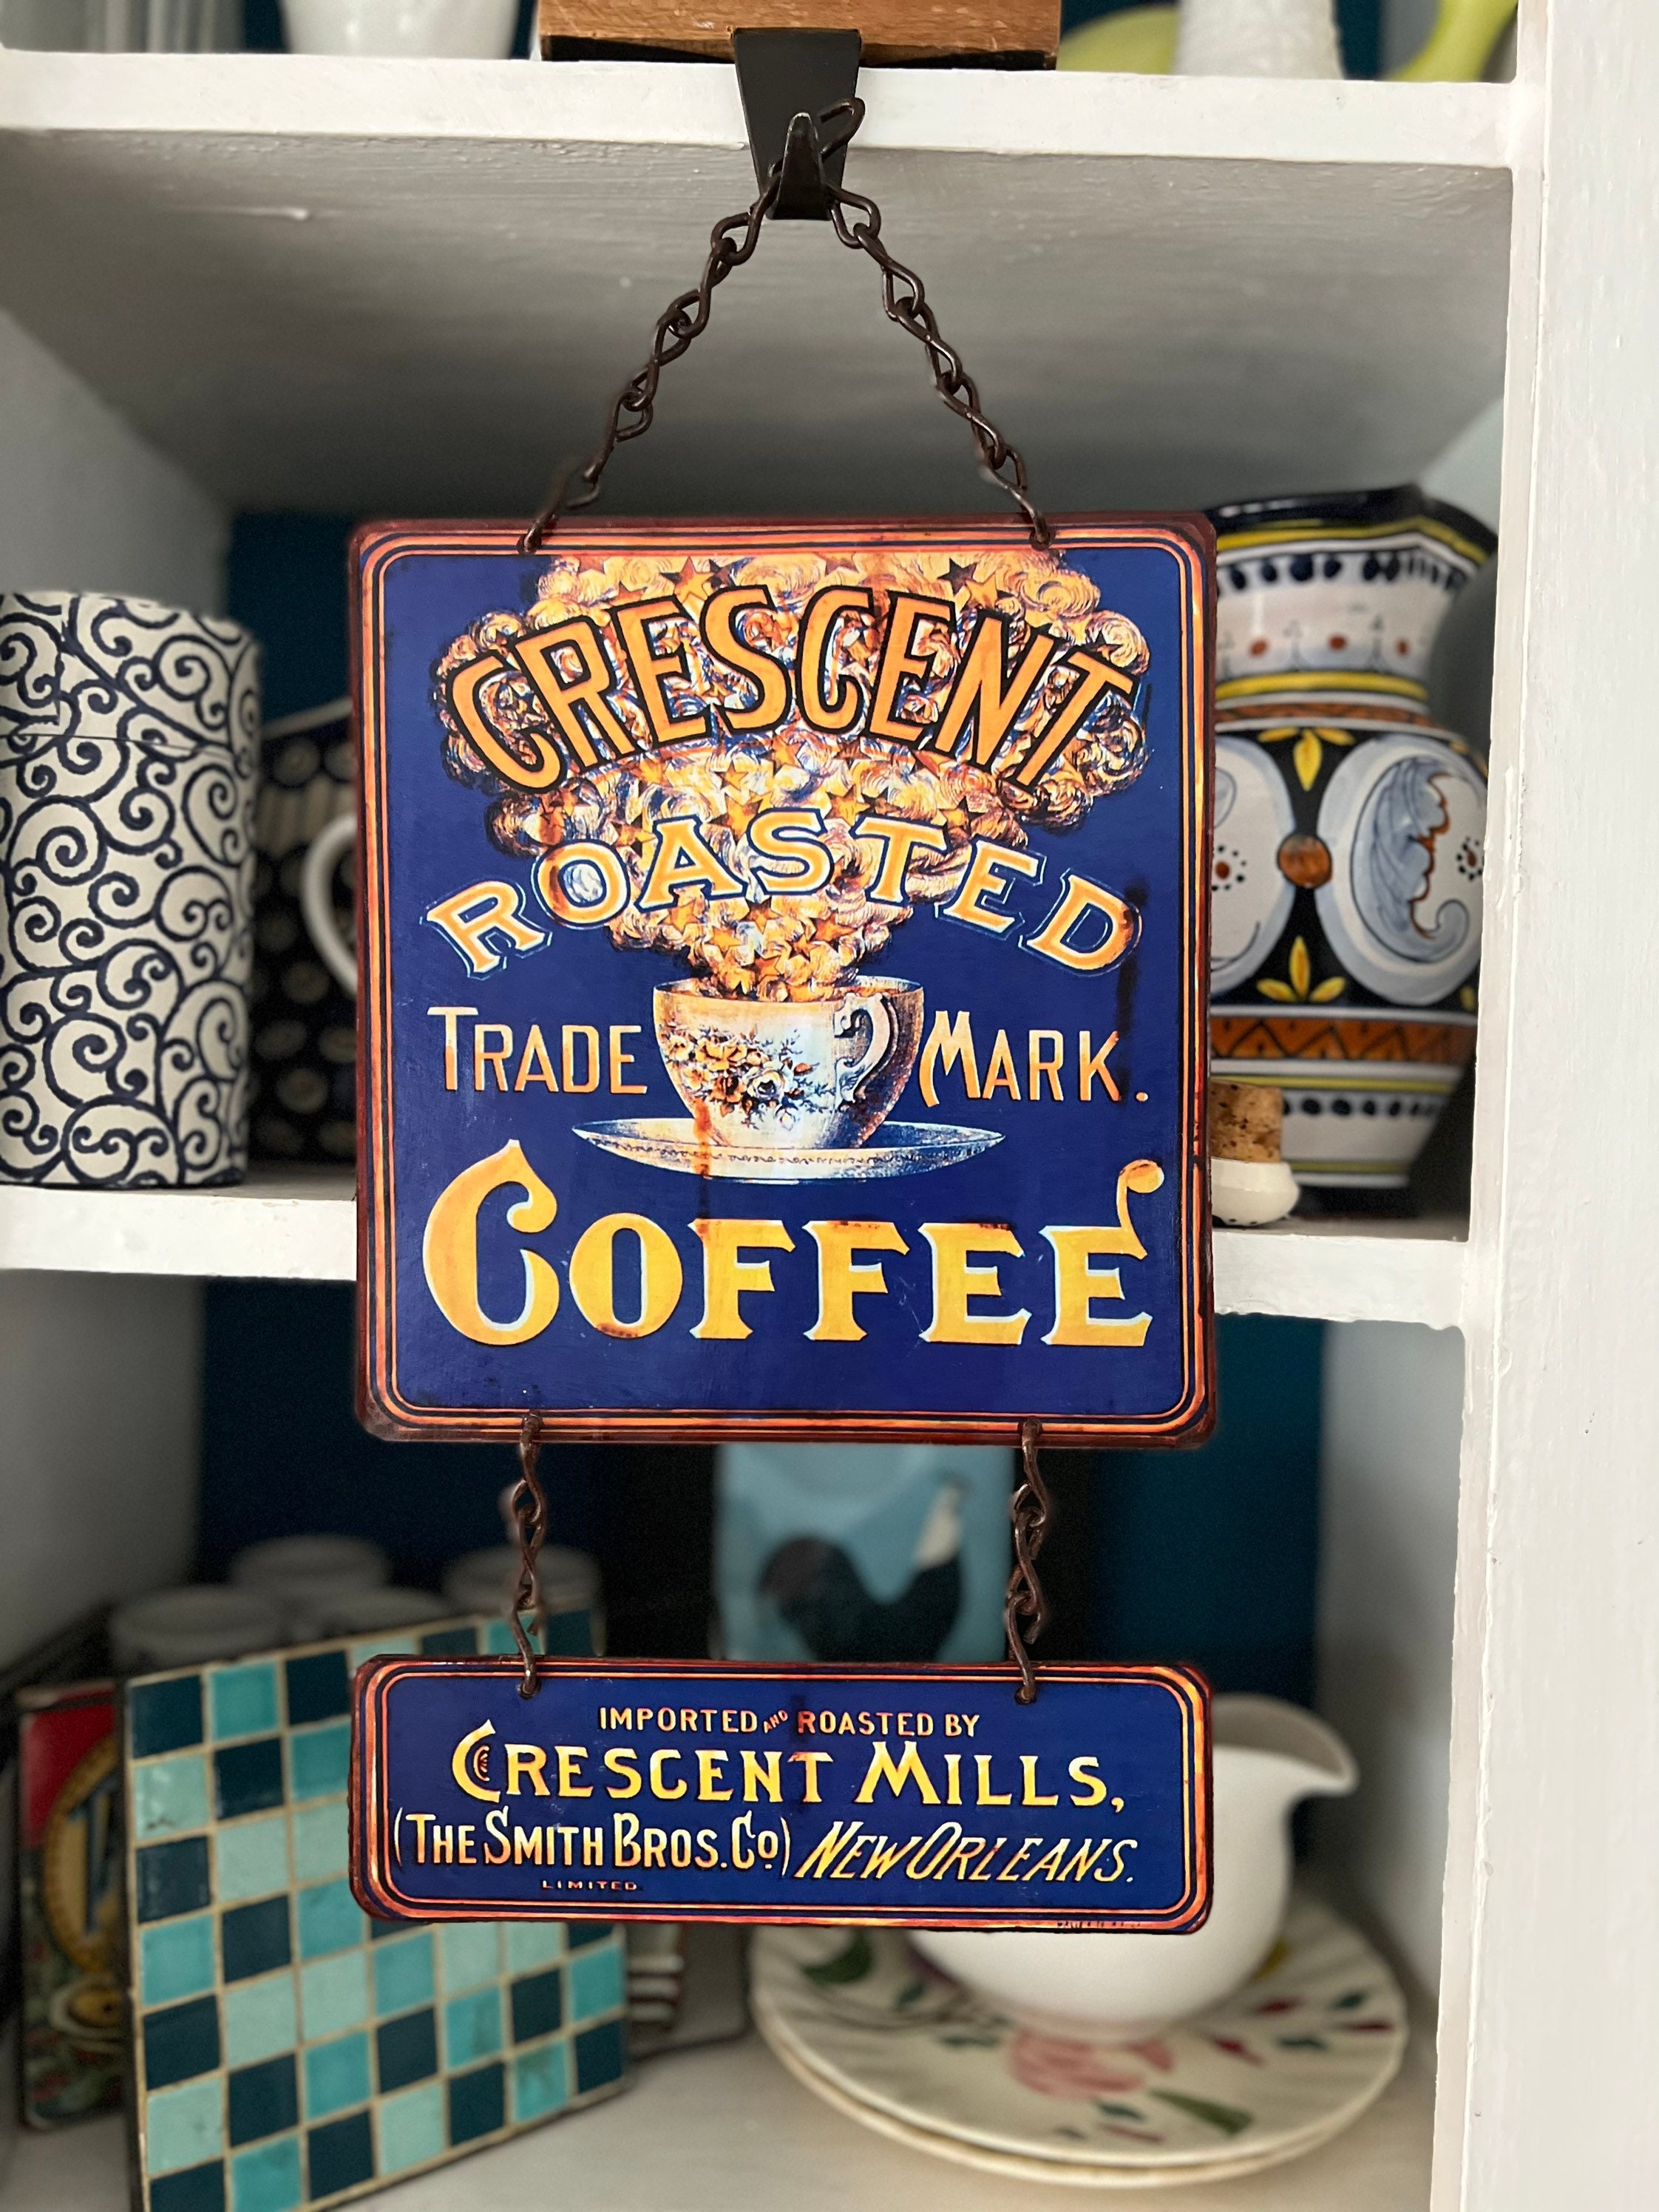 CRESCENT
ROASTED
TRADE MARK.
COFFEE
IMPORTED AND ROASTED BY
CRESCENT MILLS,
(THE SMITH BROS. CO) NEW ORLEANS.
LIMITED